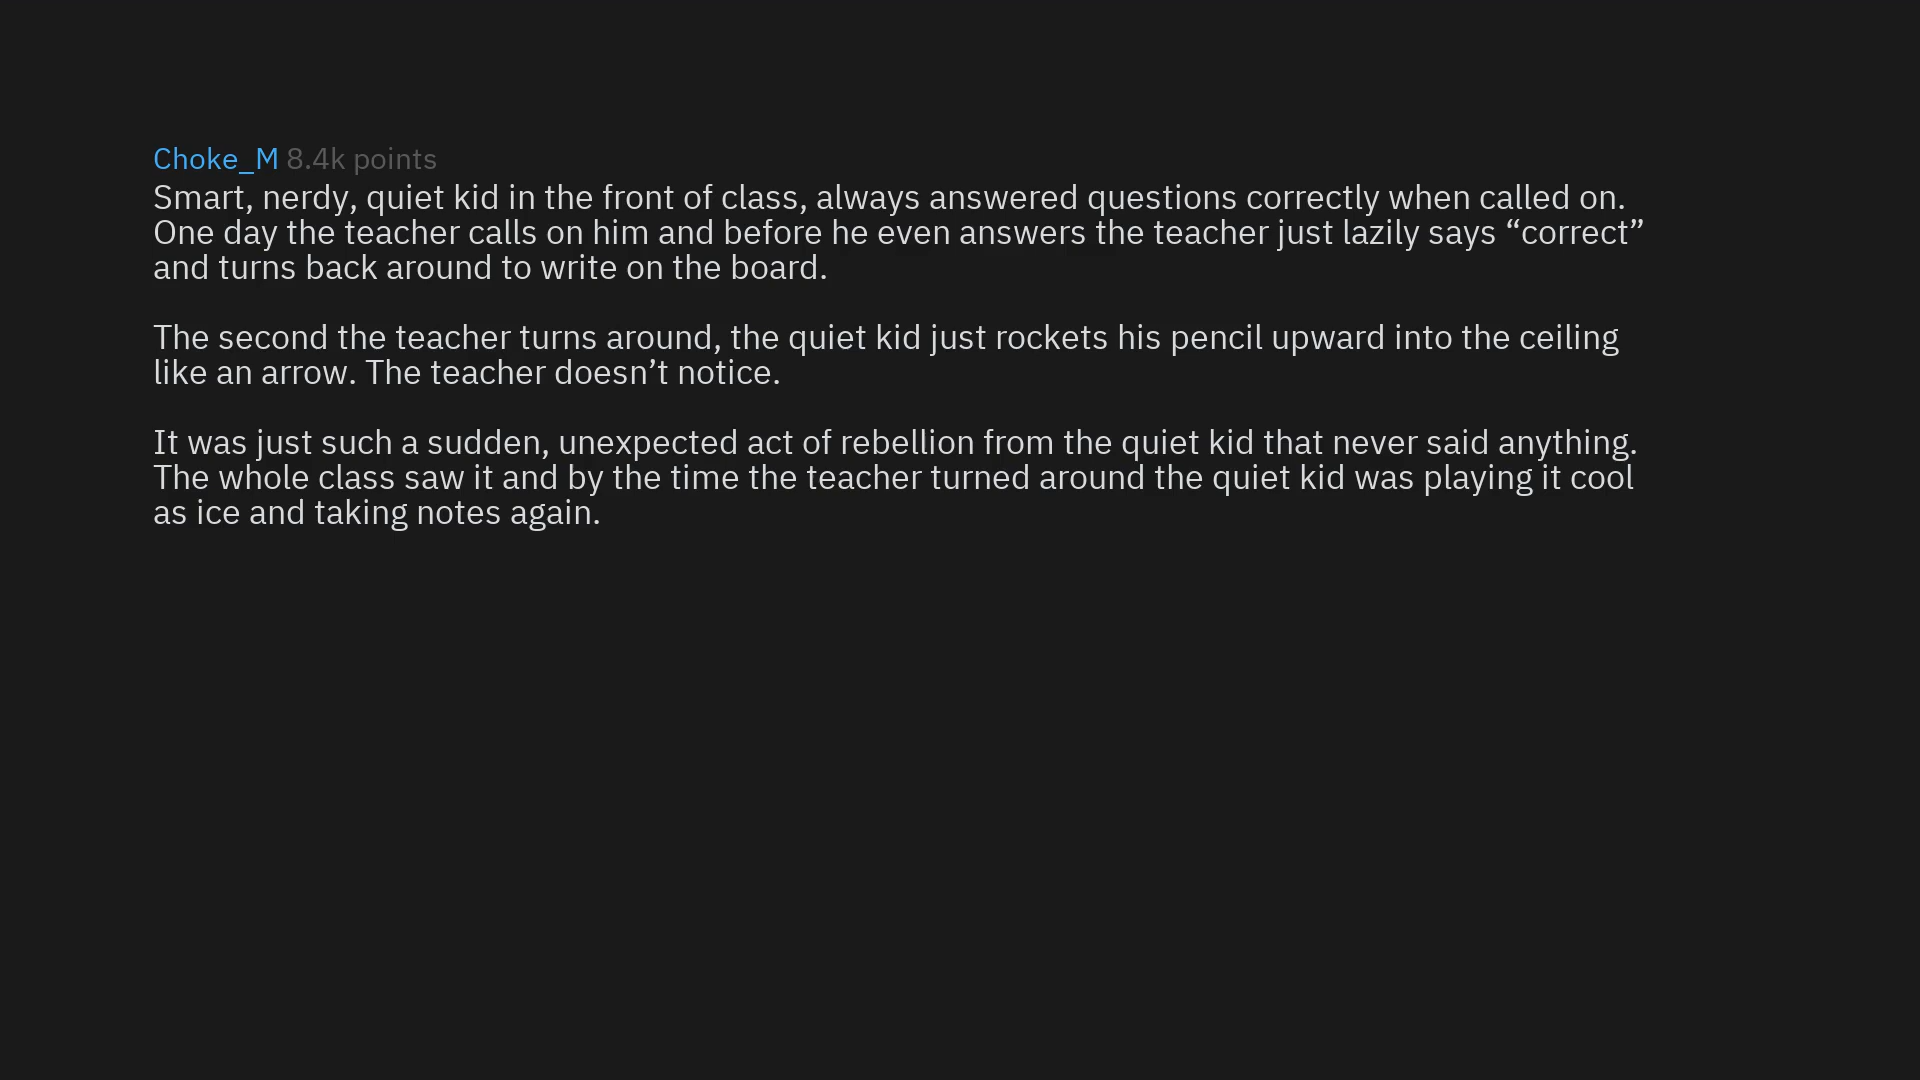 Choke_M 8.4k points
Smart, nerdy, quiet kid in the front of class, always answered questions correctly when called on.
One day the teacher calls on him and before he even answers the teacher just lazily says “correct”
and turns back around to write on the board.
The second the teacher turns around, the quiet kid just rockets his pencil upward into the ceiling
like an arrow. The teacher doesn’t notice.
It was just such a sudden, unexpected act of rebellion from the quiet kid that never said anything.
The whole class saw it and by the time the teacher turned around the quiet kid was playing it cool
as ice and taking notes again.